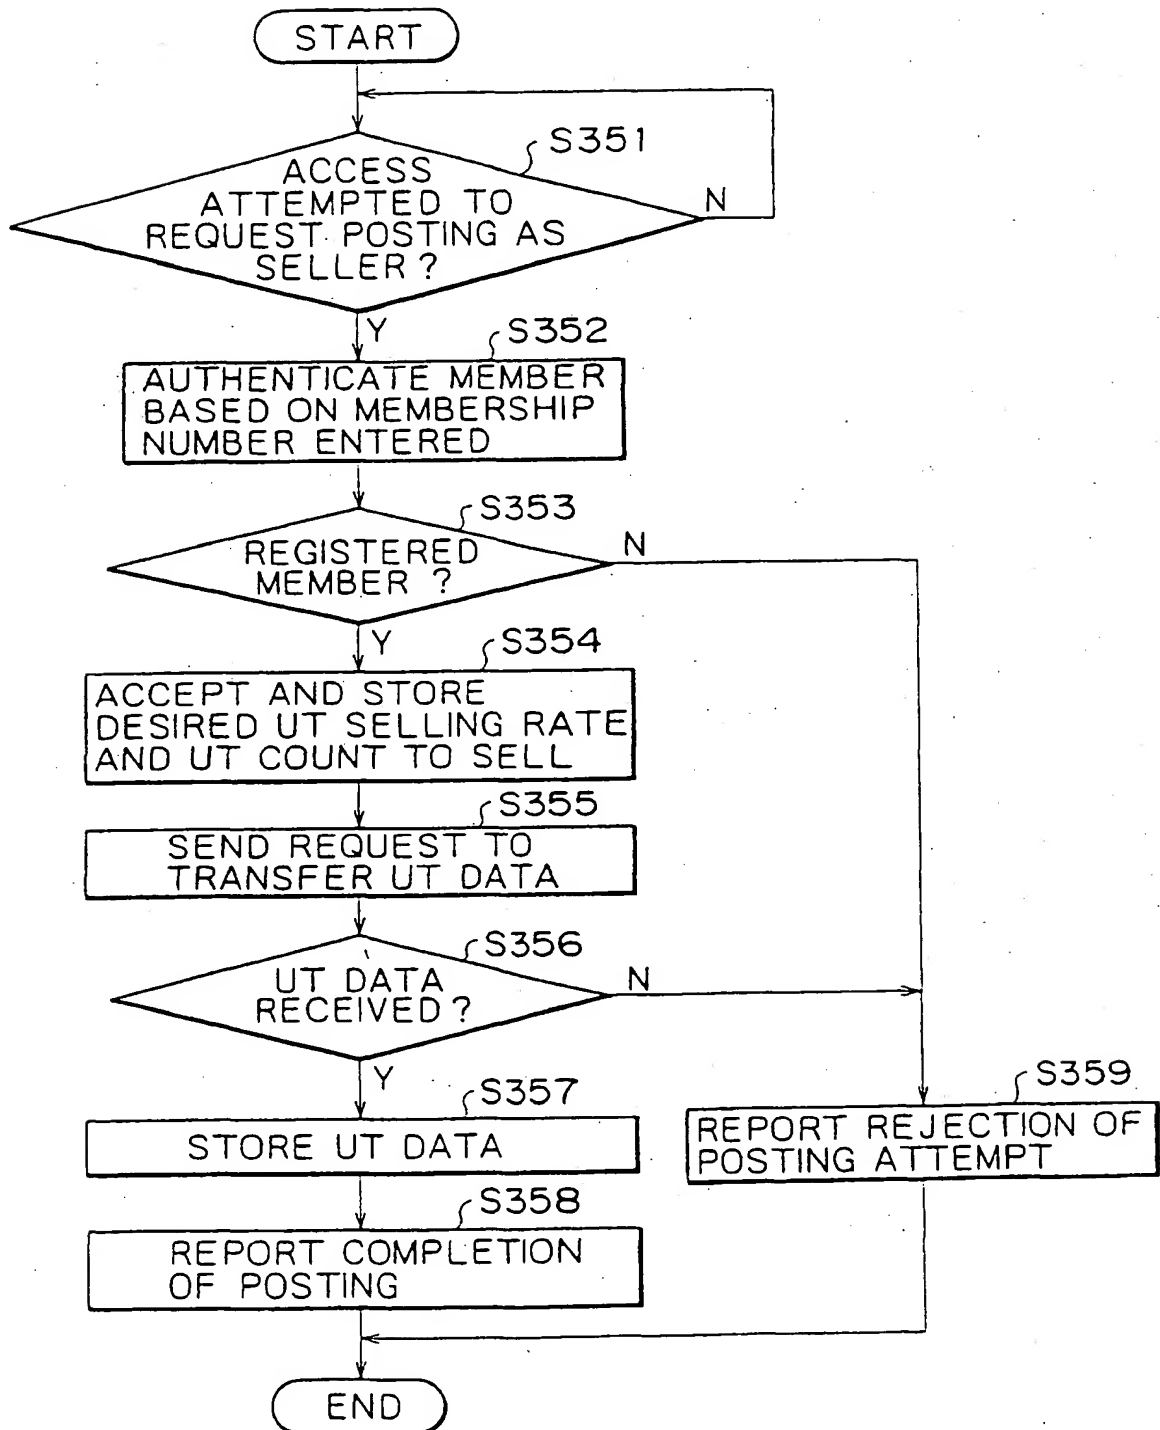 START
S351
ACCESS
ATTEMPTED TO
REQUEST POSTING AS
SELLER ?
N
Y
S352
AUTHENTICATE MEMBER
BASED ON MEMBERSHIP
NUMBER ENTERED
S353
REGISTERED
MEMBER ?
N
Y
S354
ACCEPT AND STORE
DESIRED UT SELLING RATE
AND UT COUNT TO SELL
S355
SEND REQUEST TO
TRANSFER UT DATA
S356
UT DATA
RECEIVED ?
N
Y
S357
STORE UT DATA
S359
REPORT REJECTION OF
POSTING ATTEMPT
S358
REPORT COMPLETION
OF POSTING
END